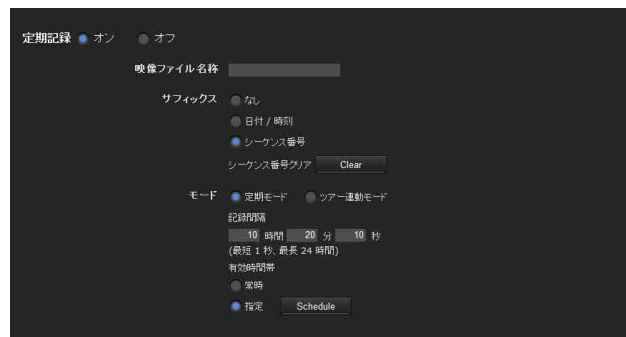 定期記録 オン オフ
映像ファイル名称
サフィックス なし
日付 / 時刻
シーケンス番号
シーケンス番号クリア Clear
モード 定期モード ツアー連動モード
記録間隔
10 時間 20 分 10 秒
(最短 1 秒、最長 24 時間)
有効時間帯
常時
指定 Schedule